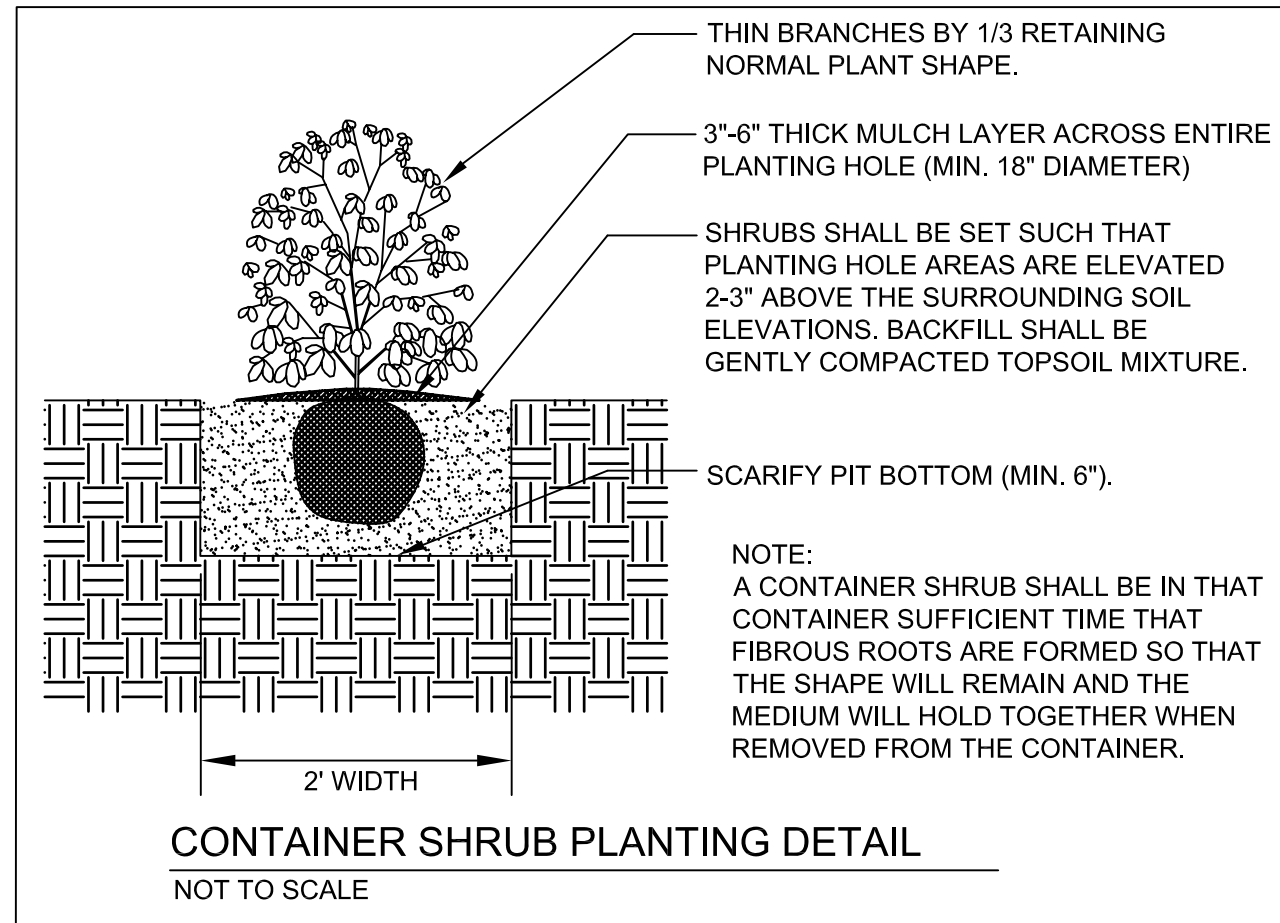 THIN BRANCHES BY 1/3 RETAINING
NORMAL PLANT SHAPE.
3"-6" THICK MULCH LAYER ACROSS ENTIRE
PLANTING HOLE (MIN. 18" DIAMETER)
SHRUBS SHALL BE SET SUCH THAT
PLANTING HOLE AREAS ARE ELEVATED
2-3" ABOVE THE SURROUNDING SOIL
ELEVATIONS. BACKFILL SHALL BE
GENTLY COMPACTED TOPSOIL MIXTURE.
SCARIFY PIT BOTTOM (MIN. 6").
NOTE:
A CONTAINER SHRUB SHALL BE IN THAT
CONTAINER SUFFICIENT TIME THAT
FIBROUS ROOTS ARE FORMED SO THAT
THE SHAPE WILL REMAIN AND THE
MEDIUM WILL HOLD TOGETHER WHEN
REMOVED FROM THE CONTAINER.
2' WIDTH
CONTAINER SHRUB PLANTING DETAIL
NOT TO SCALE